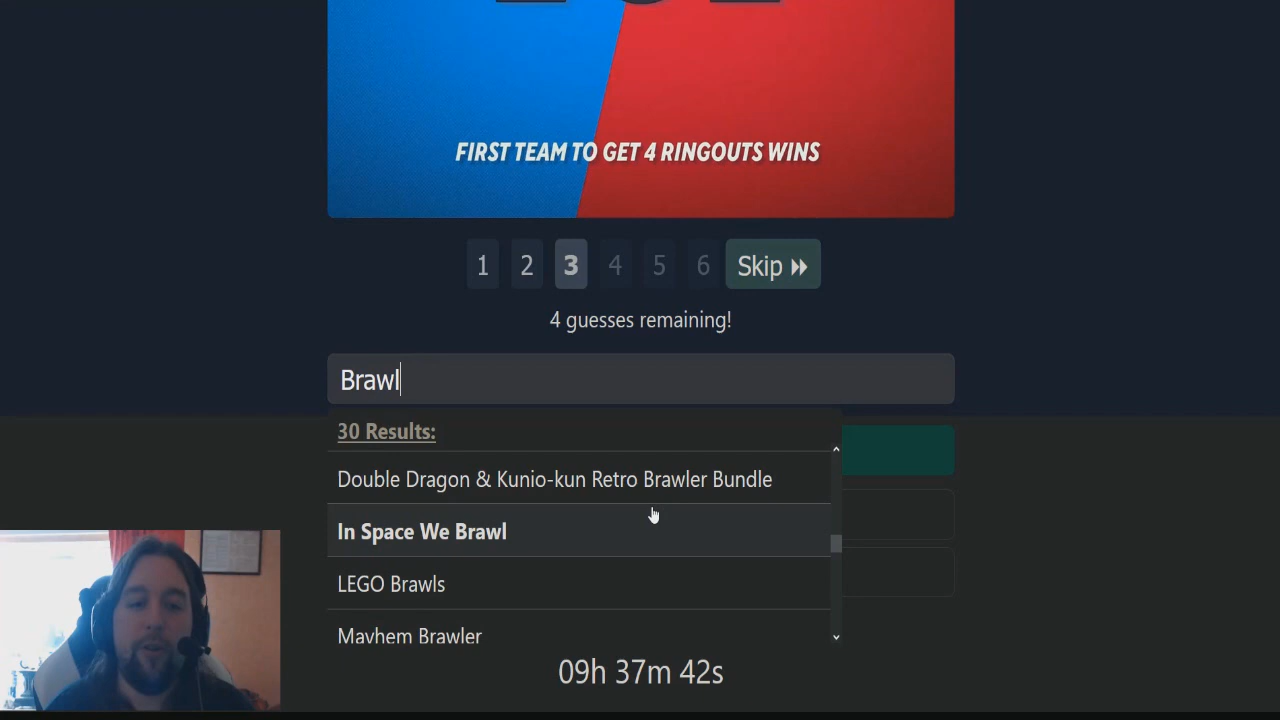 FIRST TEAM TO GET 4 RINGOUTS WINS
1 2 3 4 5 6 Skip
4 guesses remaining!
Brawl
30 Results:
Double Dragon & Kunio-kun Retro Brawler Bundle
In Space We Brawl
LEGO Brawls
Mayhem Brawler
09h 37m 42s